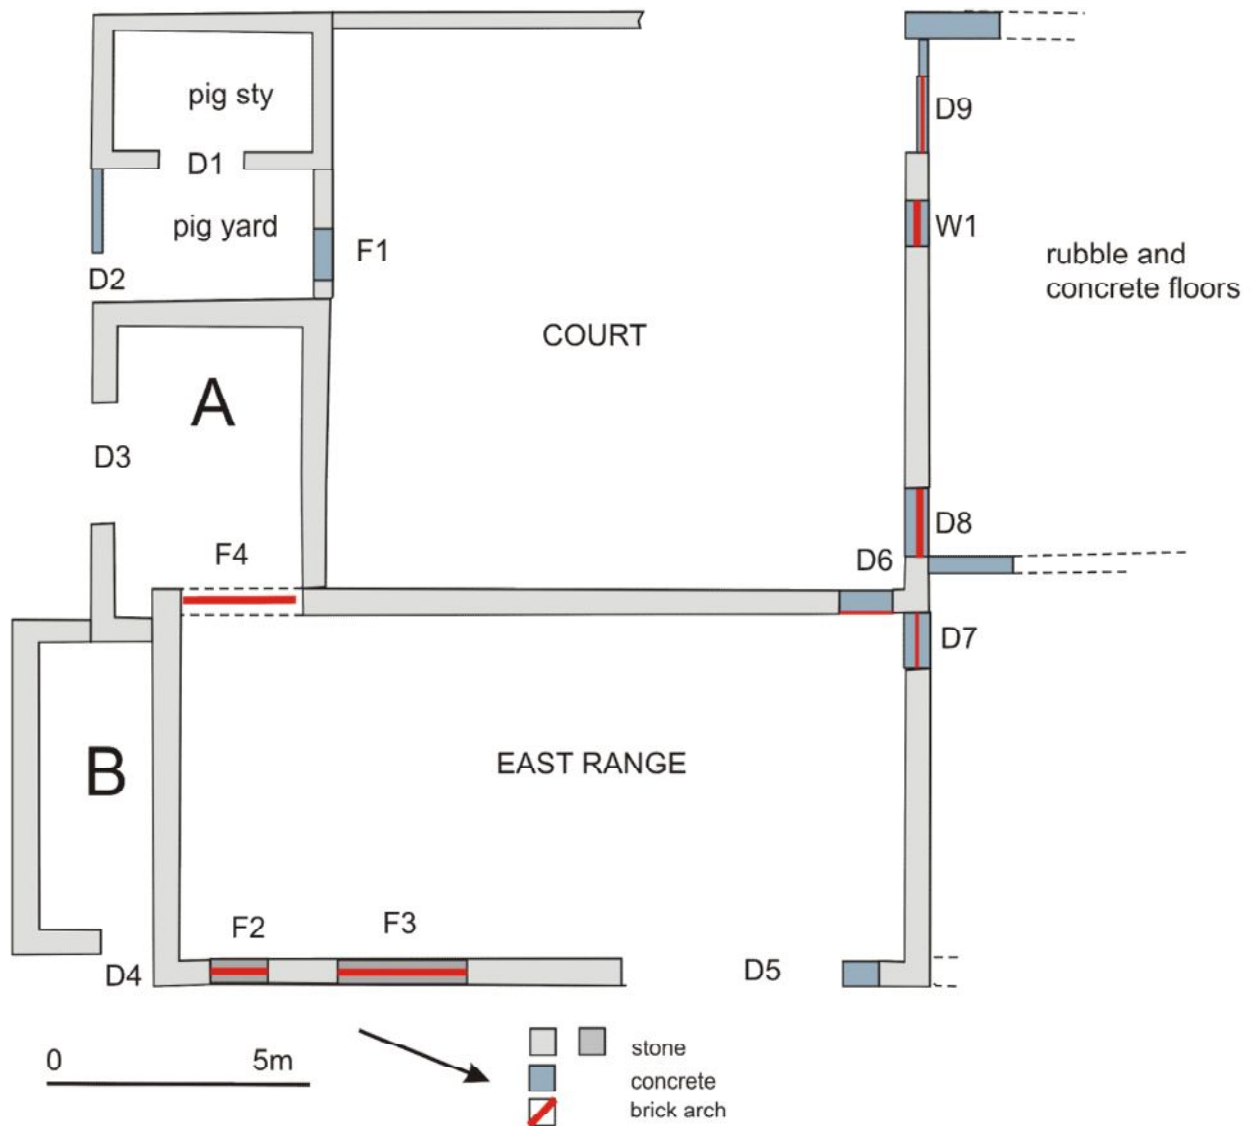 pig sty
D9
D1
pig yard
W1
F1
rubble and
concrete floors
D2
COURT
A
D3
D8
F4
D6
D7
EAST RANGE
B
F2
F3
D4
D5
0
5m
stone
concrete
brick arch